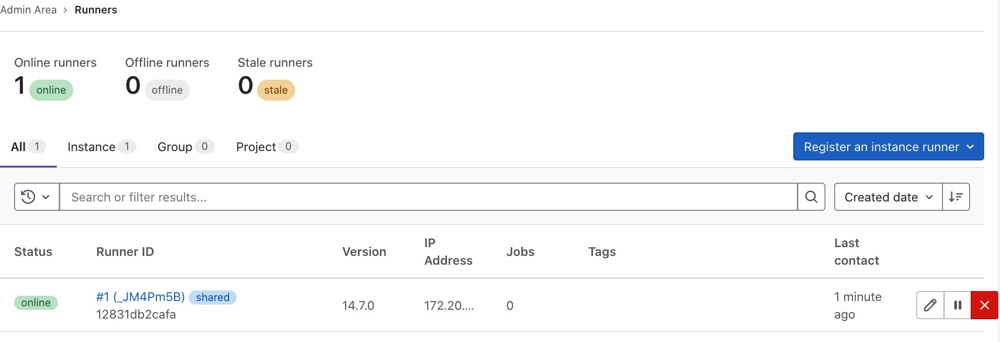 Admin Area › Runners
Online runners Offline runners Stale runners
1 online 0 offline 0 stale
All 1 Instance 1 Group 0 Project 0 Register an instance runner
Search or filter results... Created date
Status Runner ID Version IP Address Jobs Tags Last contact
online #1 (_JM4Pm5B) shared 14.7.0 172.20.... 0 1 minute ago
12831db2cafa